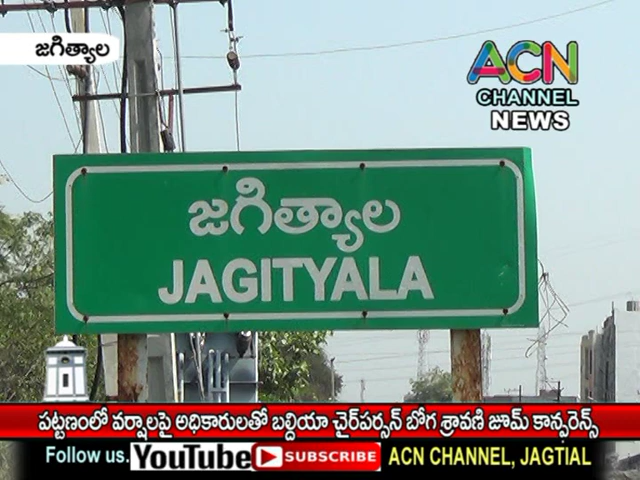 జగిత్యాల
ACN
CHANNEL
NEWS
జగిత్యాల
JAGITYALA
పట్టణంలో వర్షాలపై అధికారులతో బల్దియా చైర్‌పర్సన్ బోగ శ్రావణి జూమ్ కాన్ఫరెన్స్
Follow us. YouTube SUBSCRIBE ACN CHANNEL, JAGTIAL